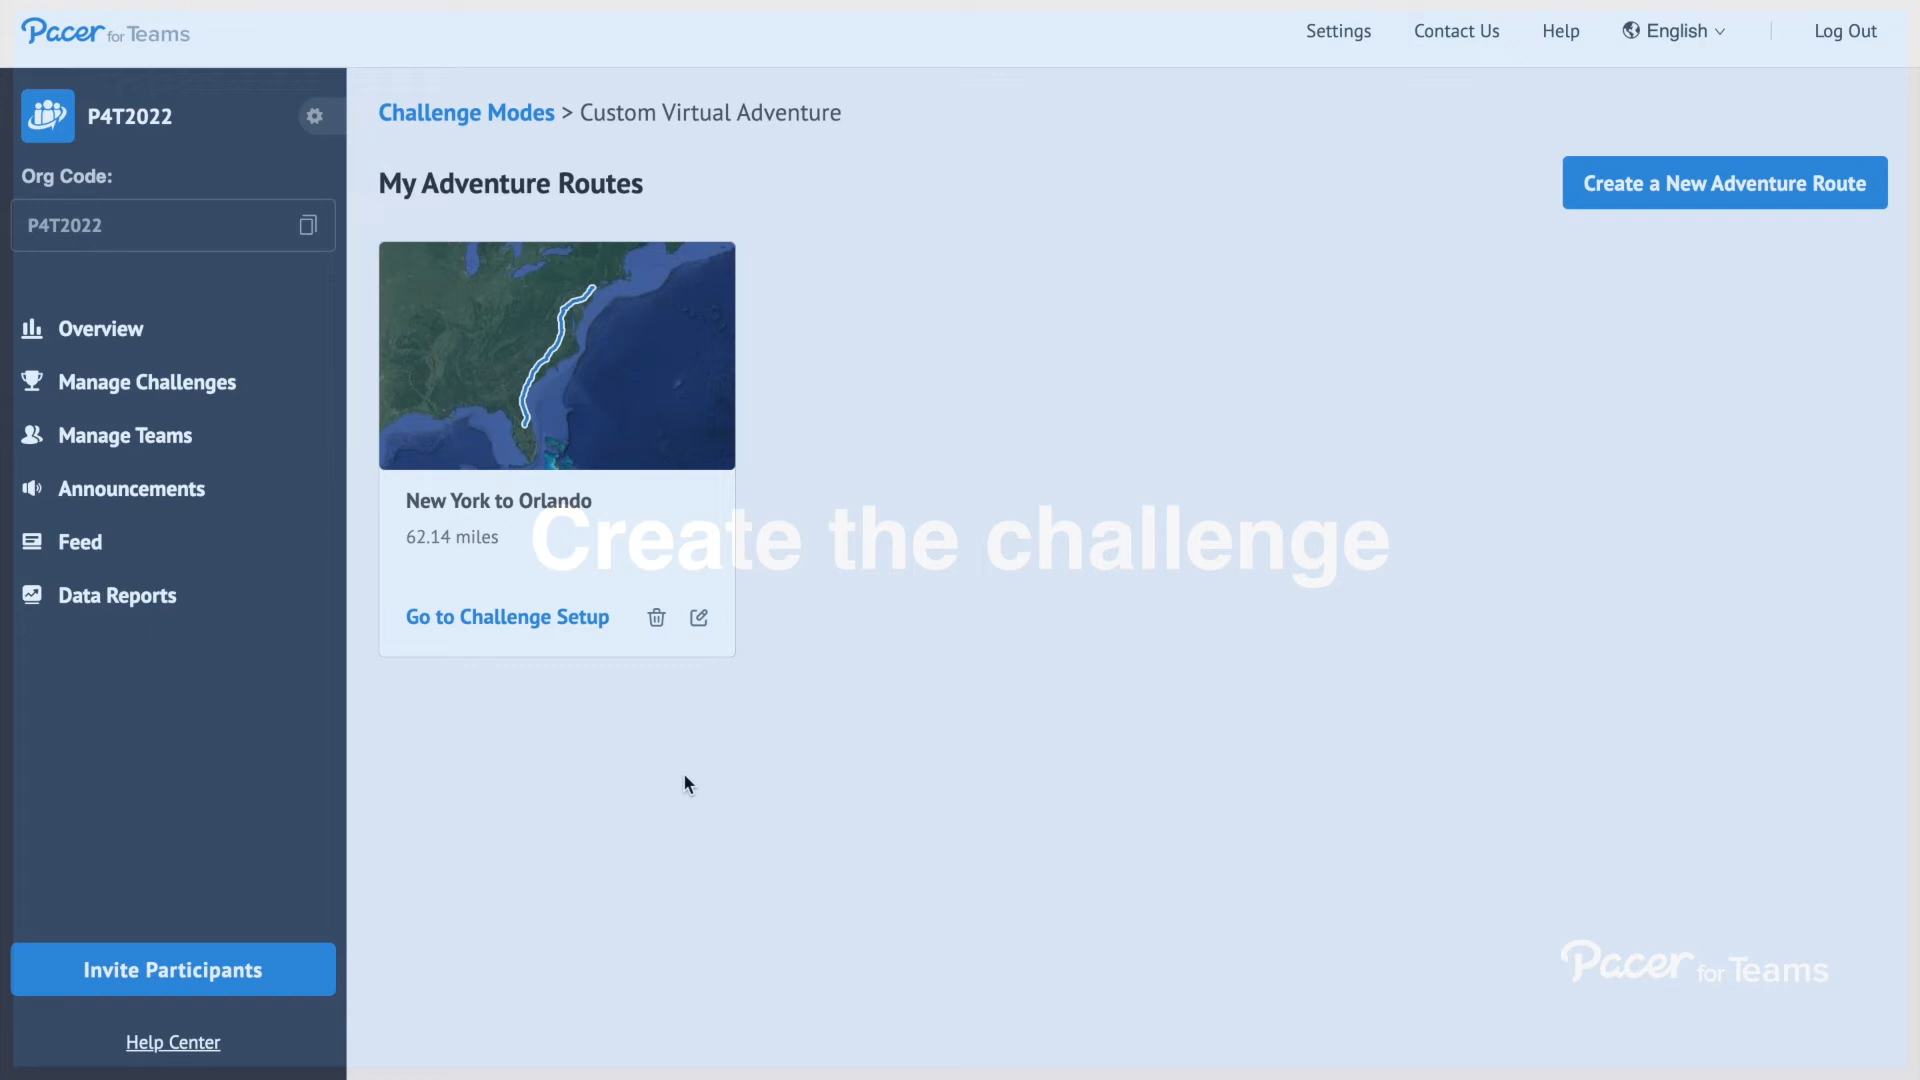 Pacer for Teams
Settings
Contact Us
Help
English
Log Out
P4T2022
Org Code:
P4T2022
Overview
Manage Challenges
Manage Teams
Announcements
Feed
Data Reports
Invite Participants
Help Center
Challenge Modes > Custom Virtual Adventure
My Adventure Routes
Create a New Adventure Route
New York to Orlando
62.14 miles
Create the challenge
Go to Challenge Setup
Pacer for Teams